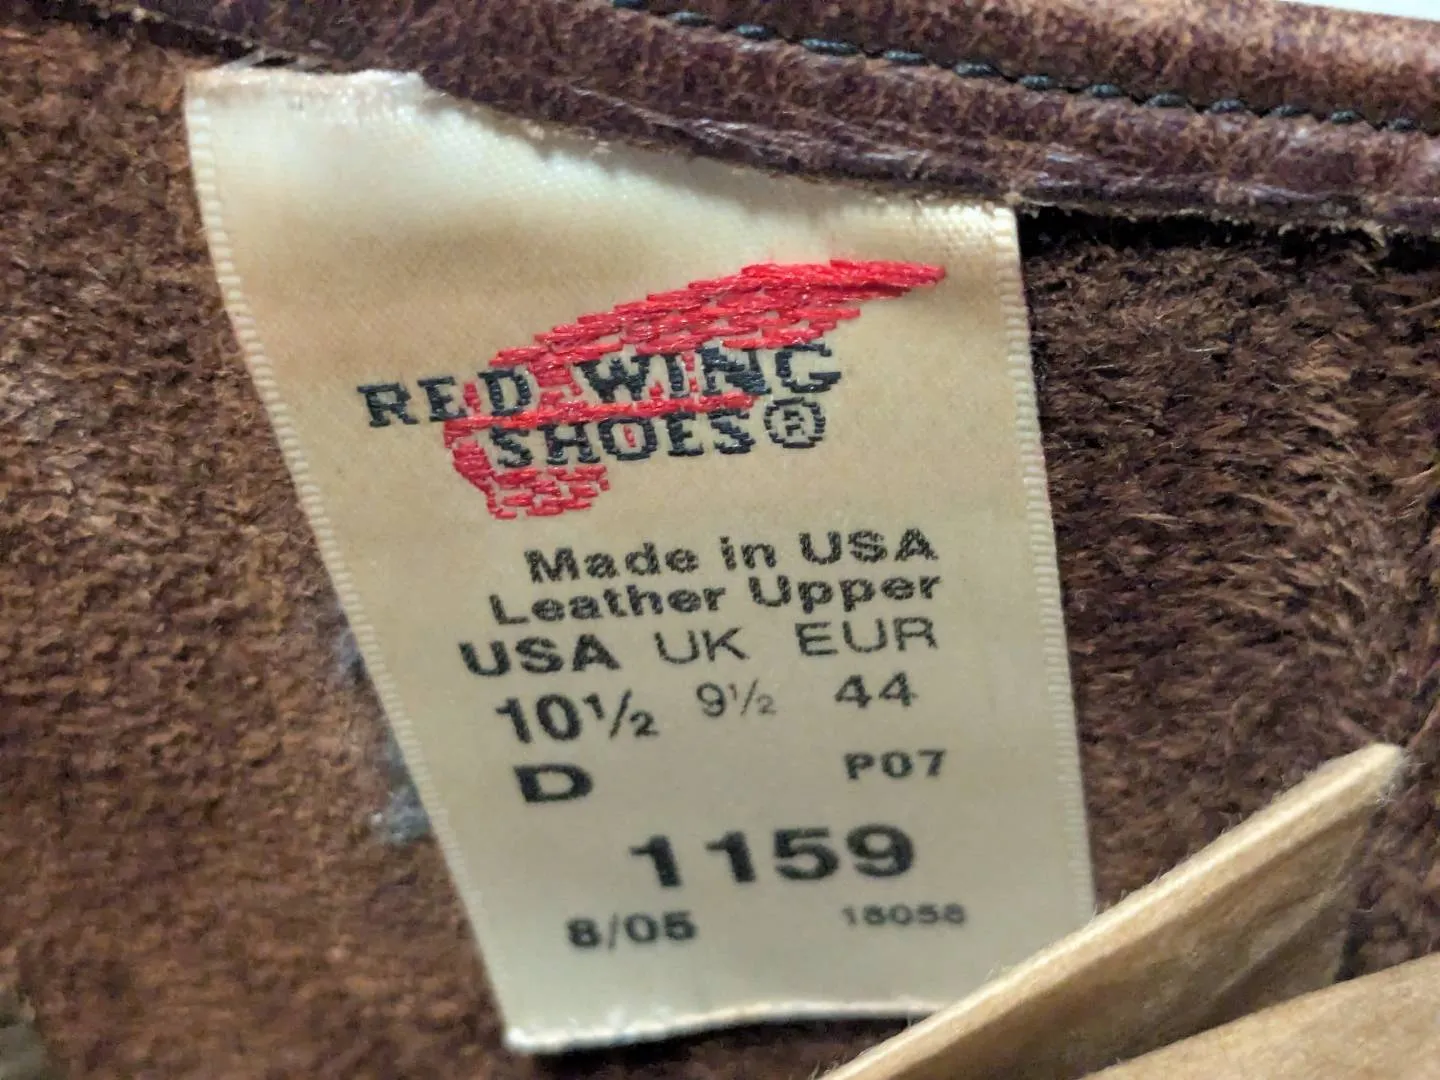 RED WING
SHOES®
Made in USA
Leather Upper
USA UK EUR
10½ 9½ 44
D P07
1159
8/05 18058